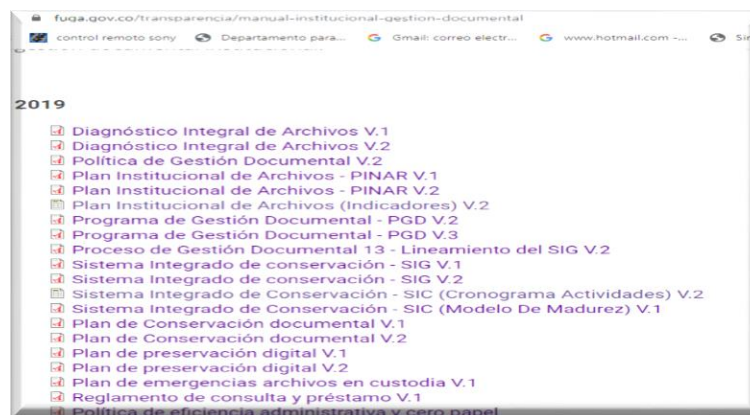 fuga.gov.co/transparencia/manual-institucional-gestion-documental
control remoto sony Departamento para... Gmail: correo electr... www.hotmail.com -... Sir
2019
Diagnóstico Integral de Archivos V.1
Diagnóstico Integral de Archivos V.2
Política de Gestión Documental V.2
Plan Institucional de Archivos - PINAR V.1
Plan Institucional de Archivos - PINAR V.2
Plan Institucional de Archivos (Indicadores) V.2
Programa de Gestión Documental - PGD V.2
Programa de Gestión Documental - PGD V.3
Proceso de Gestión Documental 13 - Lineamiento del SIG V.2
Sistema Integrado de conservación - SIG V.1
Sistema Integrado de conservación - SIG V.2
Sistema Integrado de Conservación - SIC (Cronograma Actividades) V.2
Sistema Integrado de Conservación - SIC (Modelo De Madurez) V.1
Plan de Conservación documental V.1
Plan de Conservación documental V.2
Plan de preservación digital V.1
Plan de preservación digital V.2
Plan de emergencias archivos en custodia V.1
Reglamento de consulta y préstamo V.1
Política de eficiencia administrativa y cero papel